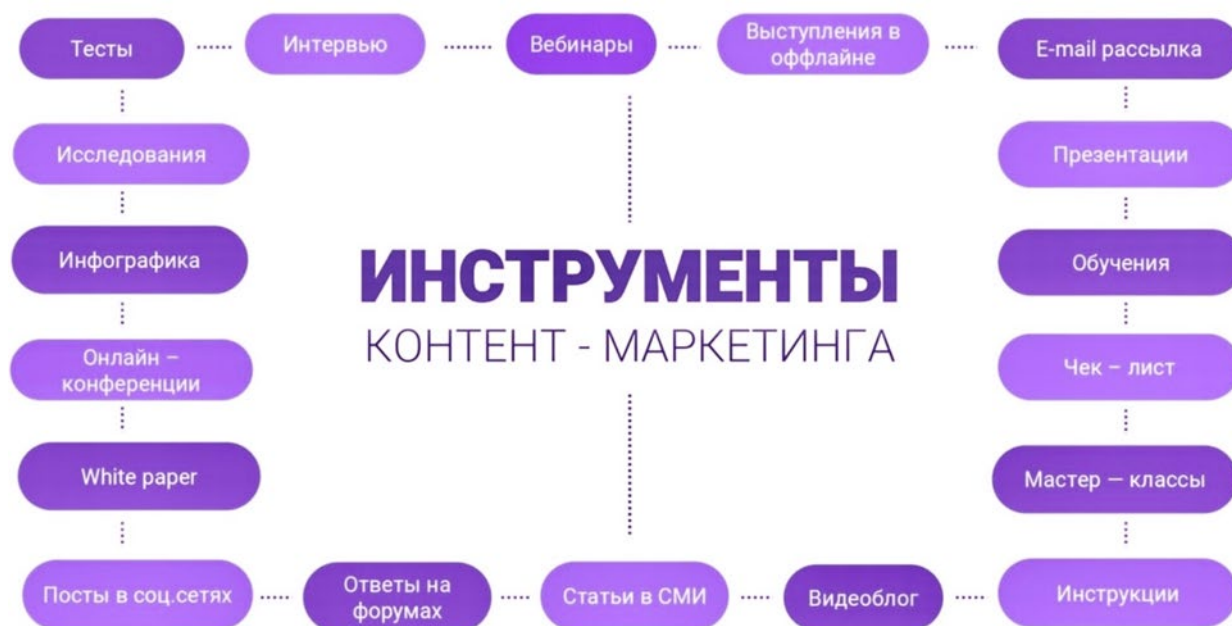 Тесты
Интервью
Вебинары
Выступления в
оффлайне
E-mail рассылка
Исследования
Презентации
Инфографика
ИНСТРУМЕНТЫ
КОНТЕНТ - МАРКЕТИНГА
Обучения
Онлайн –
конференции
Чек – лист
White paper
Мастер — классы
Посты в соц.сетях
Ответы на
форумах
Статьи в СМИ
Видеоблог
Инструкции